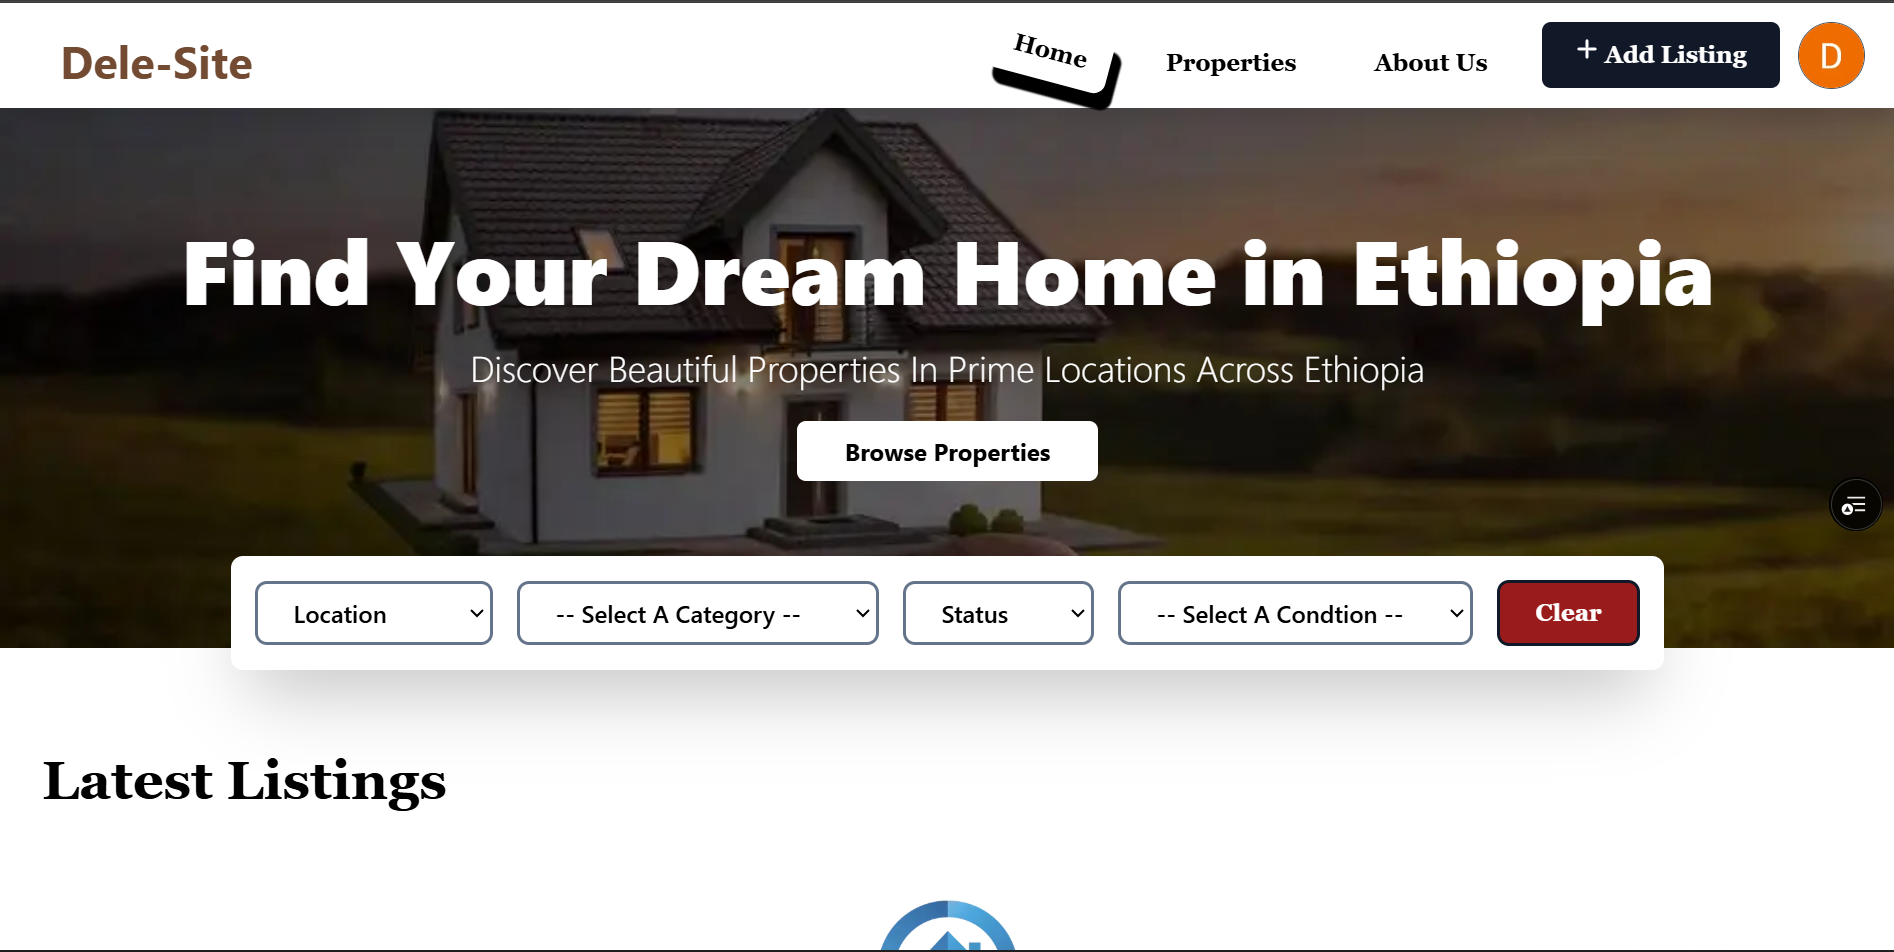 Dele-Site
Home
Properties
About Us
+ Add Listing
D
Find Your Dream Home in Ethiopia
Discover Beautiful Properties In Prime Locations Across Ethiopia
Browse Properties
Location
-- Select A Category --
Status
-- Select A Condtion --
Clear
Latest Listings